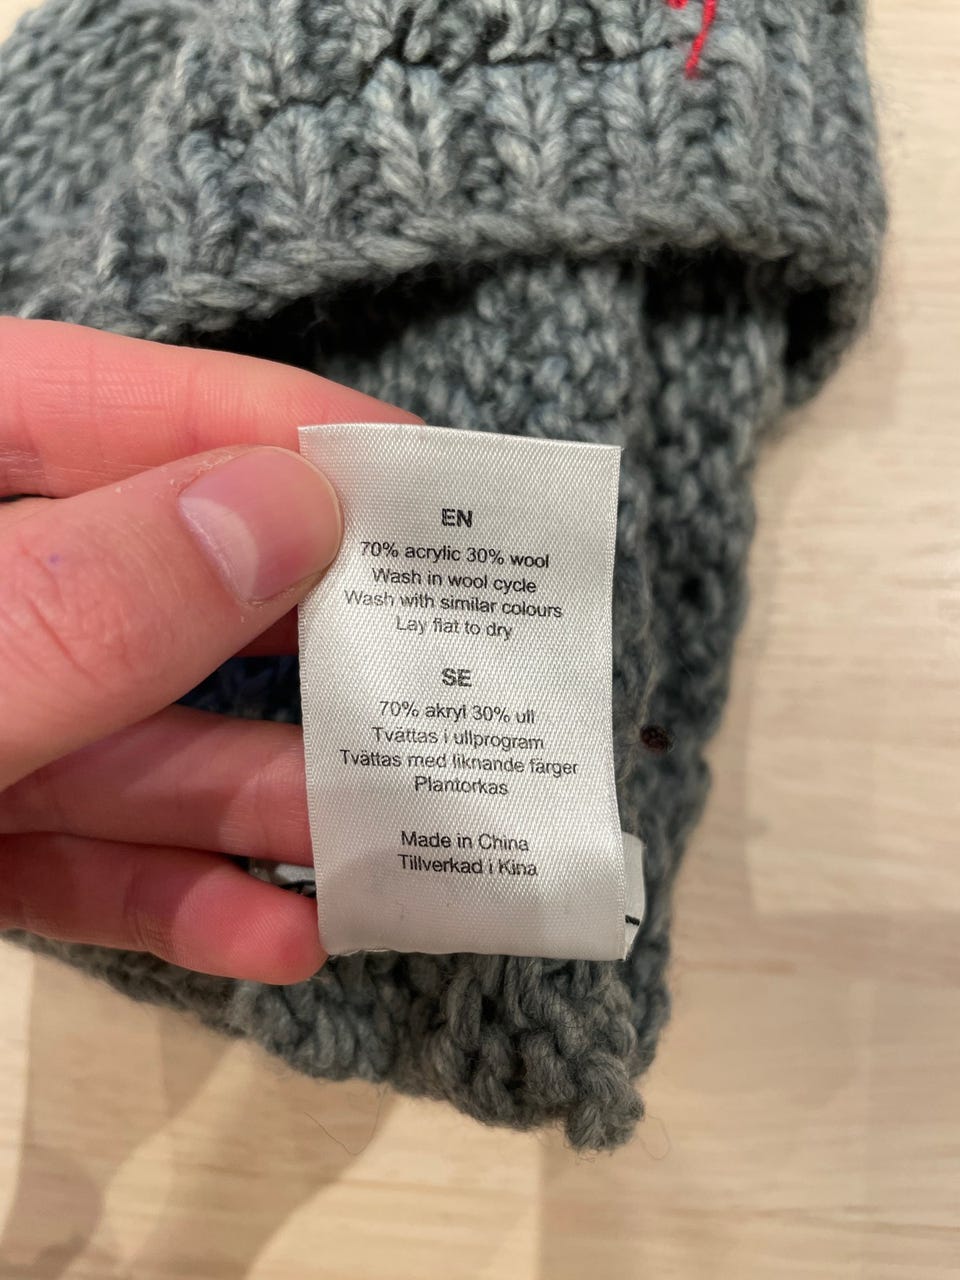 EN
70% acrylic 30% wool
Wash in wool cycle
Wash with similar colours
Lay flat to dry
SE
70% akryl 30% ull
Tvättas i ullprogram
Tvättas med liknande färger
Plantorkas
Made in China
Tillverkad i Kina